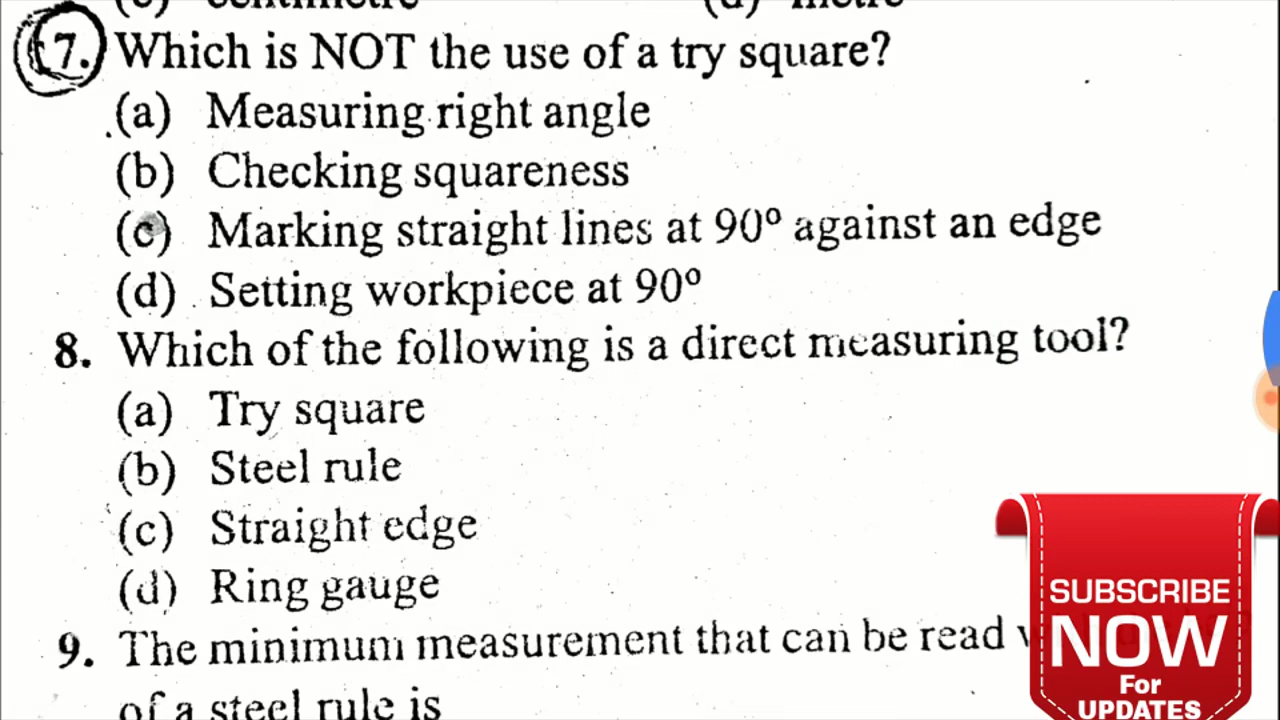 7. Which is NOT the use of a try square?
(a) Measuring right angle
(b) Checking squareness
(c) Marking straight lines at 90º against an edge
(d) Setting workpiece at 90º
8. Which of the following is a direct measuring tool?
(a) Try square
(b) Steel rule
(c) Straight edge
(d) Ring gauge
9. The minimum measurement that can be read
of a steel rule is
SUBSCRIBE
NOW
For
UPDATES